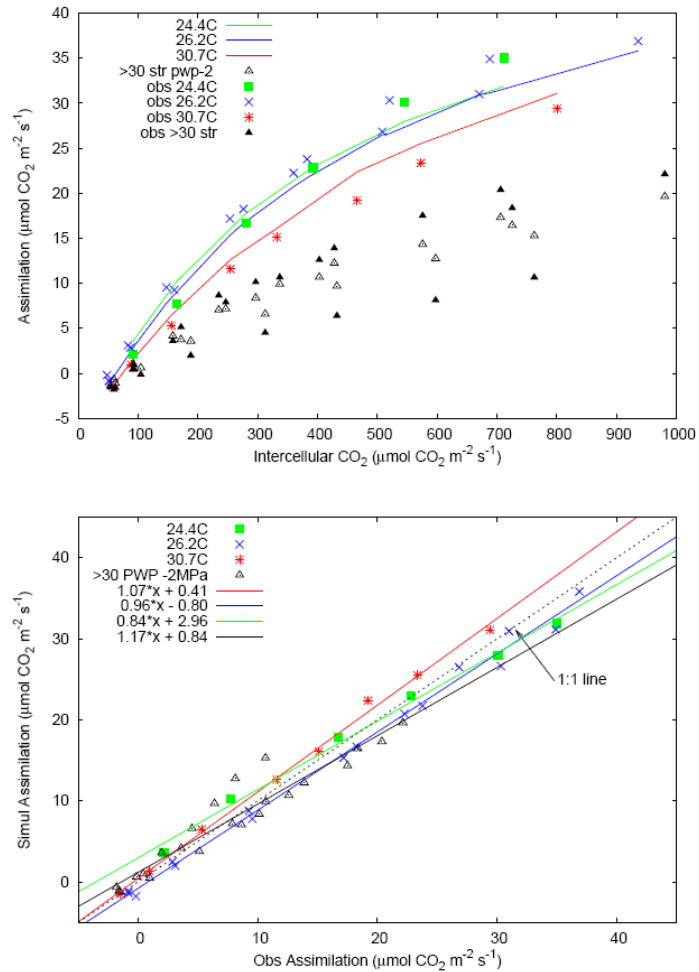 24.4C
26.2C
30.7C
>30 str pwp-2
obs 24.4C
obs 26.2C
obs 30.7C
obs >30 str
40
35
30
25
20
15
10
5
0
-5
Assimilation (μmol CO2 m-2 s-1)
0 100 200 300 400 500 600 700 800 900 1000
Intercellular CO2 (μmol CO2 m-2 s-1)
24.4C
26.2C
30.7C
>30 PWP -2MPa
1.07*x + 0.41
0.96*x - 0.80
0.84*x + 2.96
1.17*x + 0.84
1:1 line
40
30
20
10
0
Simul Assimilation (μmol CO2 m-2 s-1)
0 10 20 30 40
Obs Assimilation (μmol CO2 m-2 s-1)